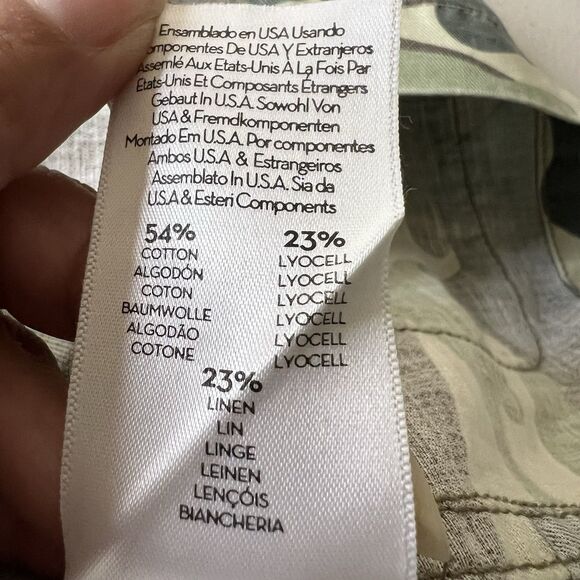 Ensamblado en USA Usando
omponentes De USA Y Extranjeros
Assemlé Aux Etats-Unis À La Fois Par
Etats-Unis Et Composants Étrangers
Gebaut In U.S.A. Sowohl Von
USA & Fremdkomponenten
Montado Em U.S.A. Por componentes
Ambos U.S.A & Estrangeiros
Assemblato In U.S.A. Sia da
U.S.A & Esteri Components
54% 23%
COTTON LYOCELL
ALGODÓN LYOCELL
COTON LYOCELL
BAUMWOLLE LYOCELL
ALGODÃO LYOCELL
COTONE LYOCELL
23%
LINEN
LIN
LINGE
LEINEN
LENÇÓIS
BIANCHERIA